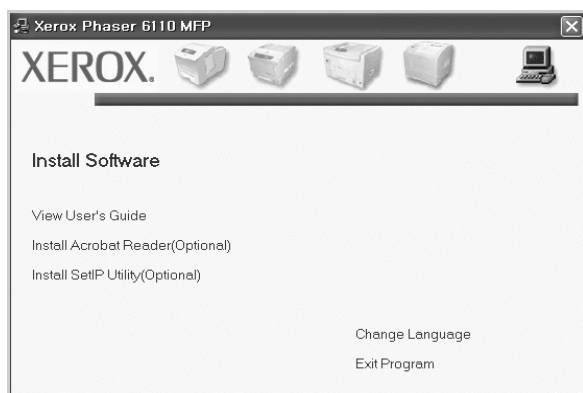 Xerox Phaser 6110 MFP
XEROX.
Install Software
View User's Guide
Install Acrobat Reader(Optional)
Install SetIP Utility(Optional)
Change Language
Exit Program